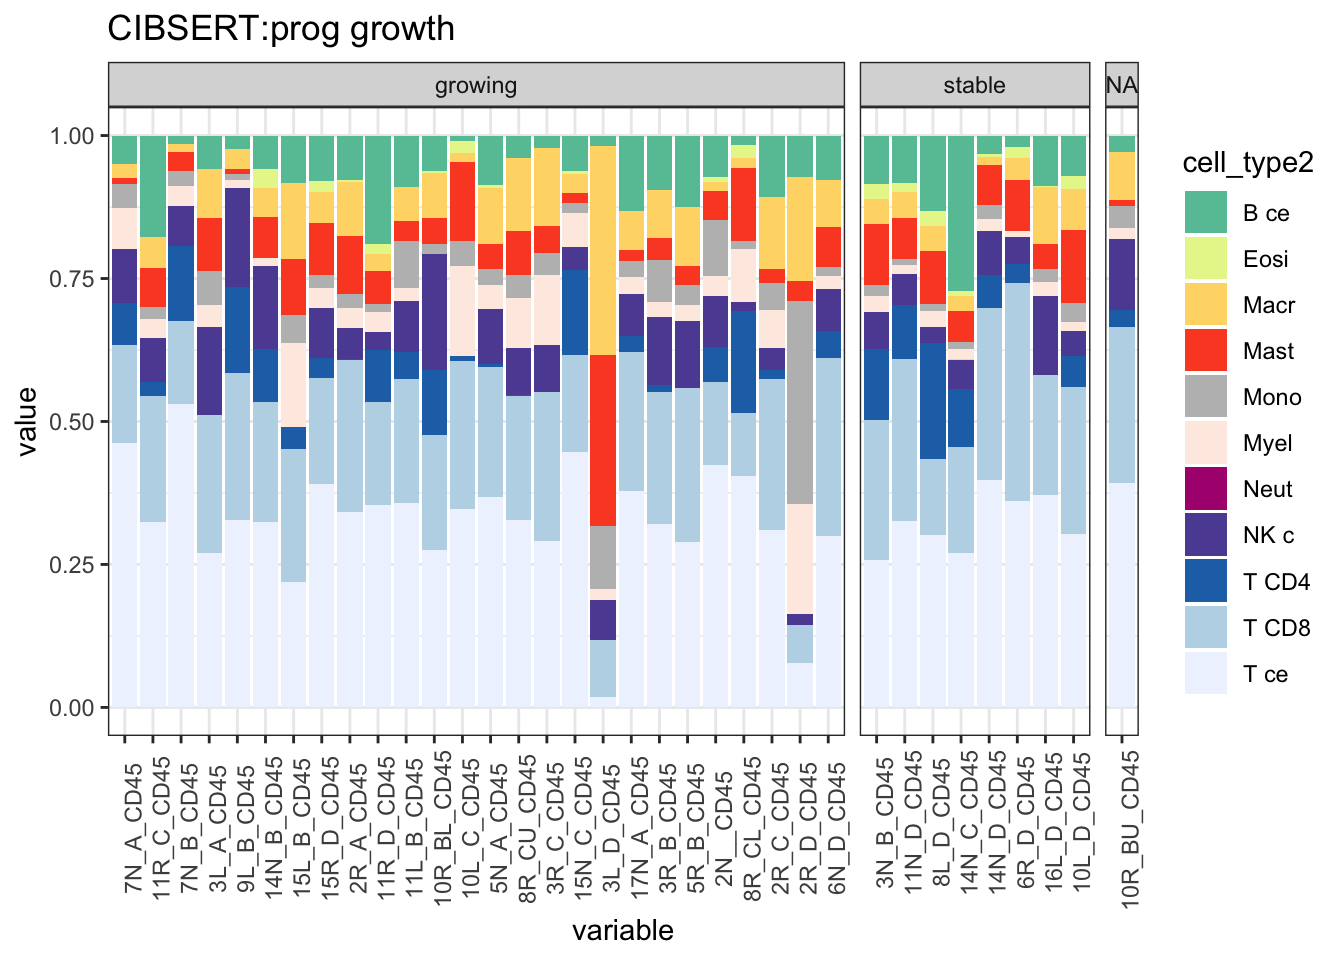 CIBSERT:prog growth
growing
stable
NA
value
1.00
0.75
0.50
0.25
0.00
7N_A_CD45
11R_C_CD45
7N_B_CD45
3L_A_CD45
9L_B_CD45
14N_B_CD45
15L_B_CD45
15R_D_CD45
2R_A_CD45
11R_D_CD45
11L_B_CD45
10R_BL_CD45
10L_C_CD45
5N_A_CD45
8R_CU_CD45
3R_C_CD45
15N_C_CD45
3L_D_CD45
17N_A_CD45
3R_B_CD45
5R_B_CD45
2N__CD45
8R_CL_CD45
2R_C_CD45
2R_D_CD45
6N_D_CD45
3N_B_CD45
11N_D_CD45
8L_D_CD45
14N_C_CD45
14N_D_CD45
6R_D_CD45
16L_D_CD45
10L_D_CD45
10R_BU_CD45
variable
cell_type2
B ce
Eosi
Macr
Mast
Mono
Myel
Neut
NK c
T CD4
T CD8
T ce